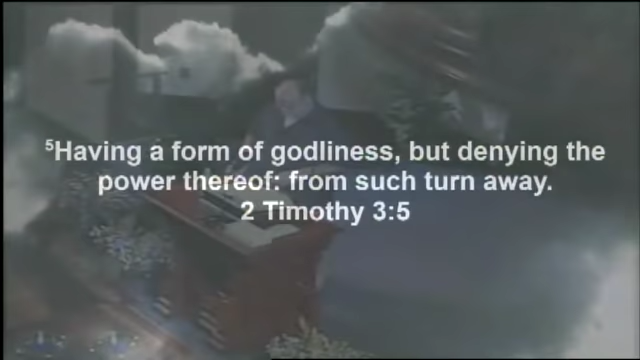 ⁵Having a form of godliness, but denying the
power thereof: from such turn away.
2 Timothy 3:5